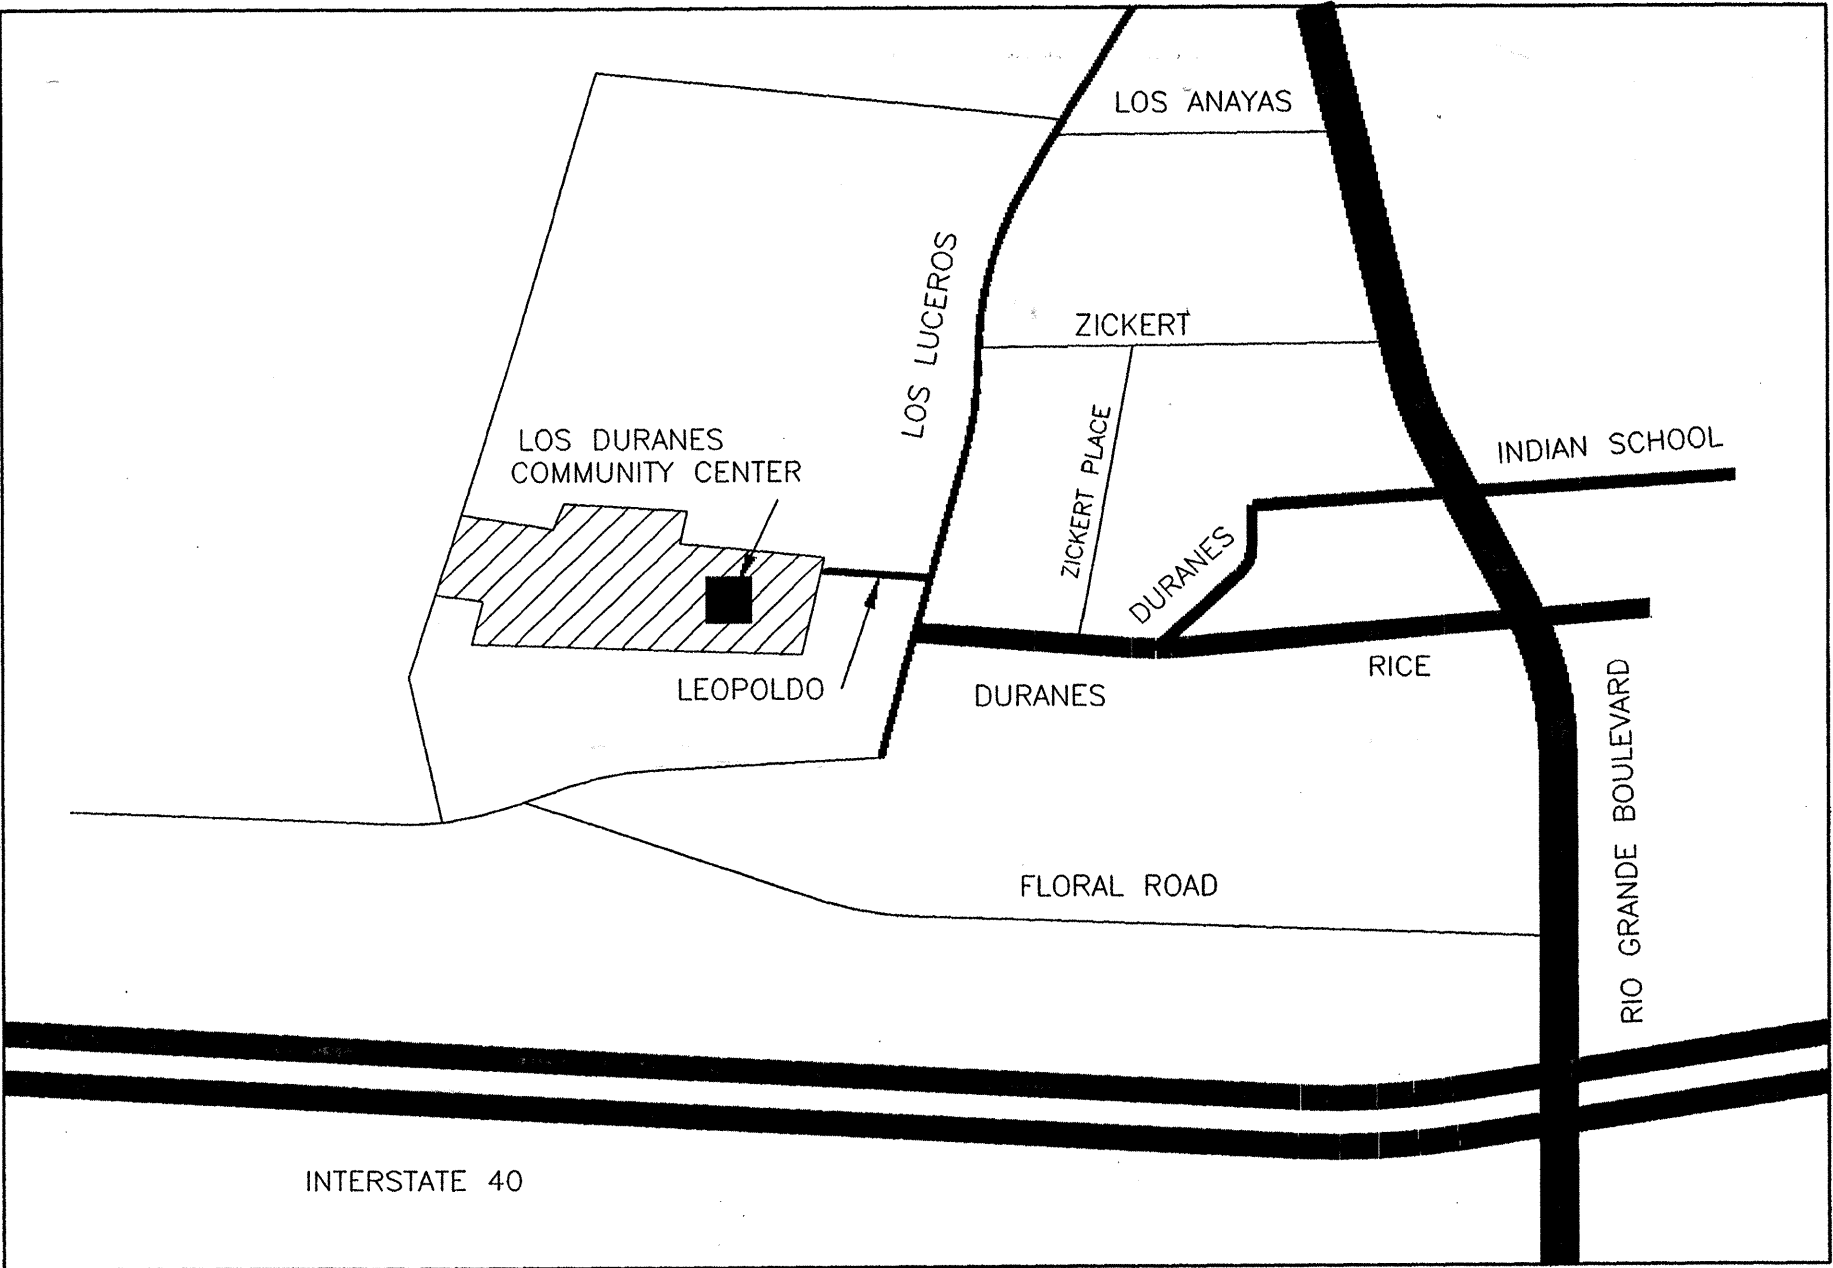 LOS ANAYAS
LOS LUCEROS
ZICKERT
LOS DURANES
COMMUNITY CENTER
ZICKERT PLACE
INDIAN SCHOOL
DURANES
LEOPOLDO
DURANES
RICE
RIO GRANDE BOULEVARD
FLORAL ROAD
INTERSTATE 40